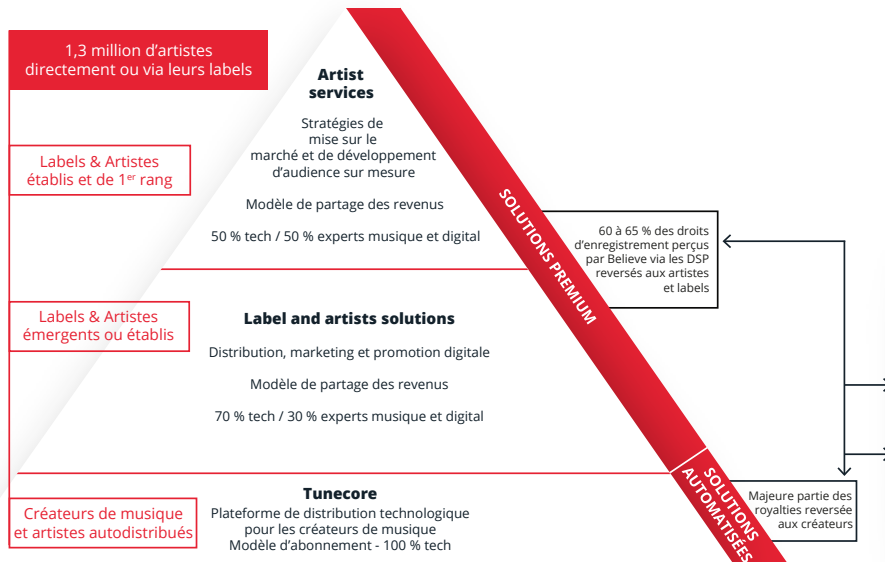 1,3 million d’artistes
directement ou via leurs labels
Artist
services
Stratégies de
mise sur le
marché et de développement
d’audience sur mesure
Modèle de partage des revenus
50 % tech / 50 % experts musique et digital
Labels & Artistes
établis et de 1er rang
SOLUTIONS PREMIUM
60 à 65 % des droits
d’enregistrement perçus
par Believe via les DSP
reversés aux artistes
et labels
Labels & Artistes
émergents ou établis
Label and artists solutions
Distribution, marketing et promotion digitale
Modèle de partage des revenus
70 % tech / 30 % experts musique et digital
Créateurs de musique
et artistes autodistribués
Tunecore
Plateforme de distribution technologique
pour les créateurs de musique
Modèle d’abonnement - 100 % tech
SOLUTIONS
AUTOMATISÉES
Majeure partie des
royalties reversée
aux créateurs